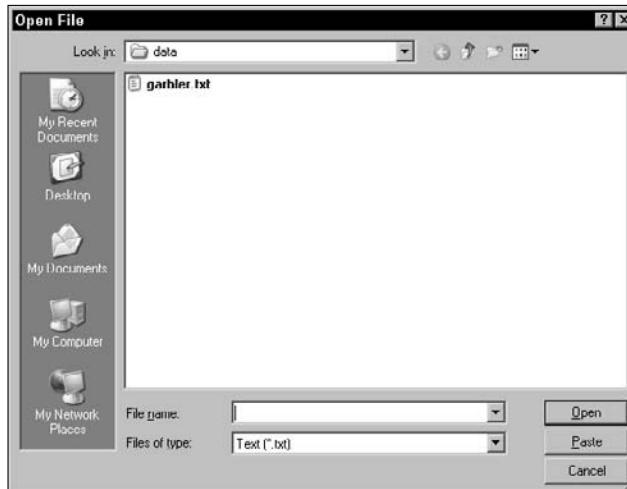 Open File
Look in:
data
garbler.txt
My Recent
Documents
Desktop
My Documents
My Computer
My Network
Places
File name:
Files of type:
Text (*.txt)
Open
Paste
Cancel